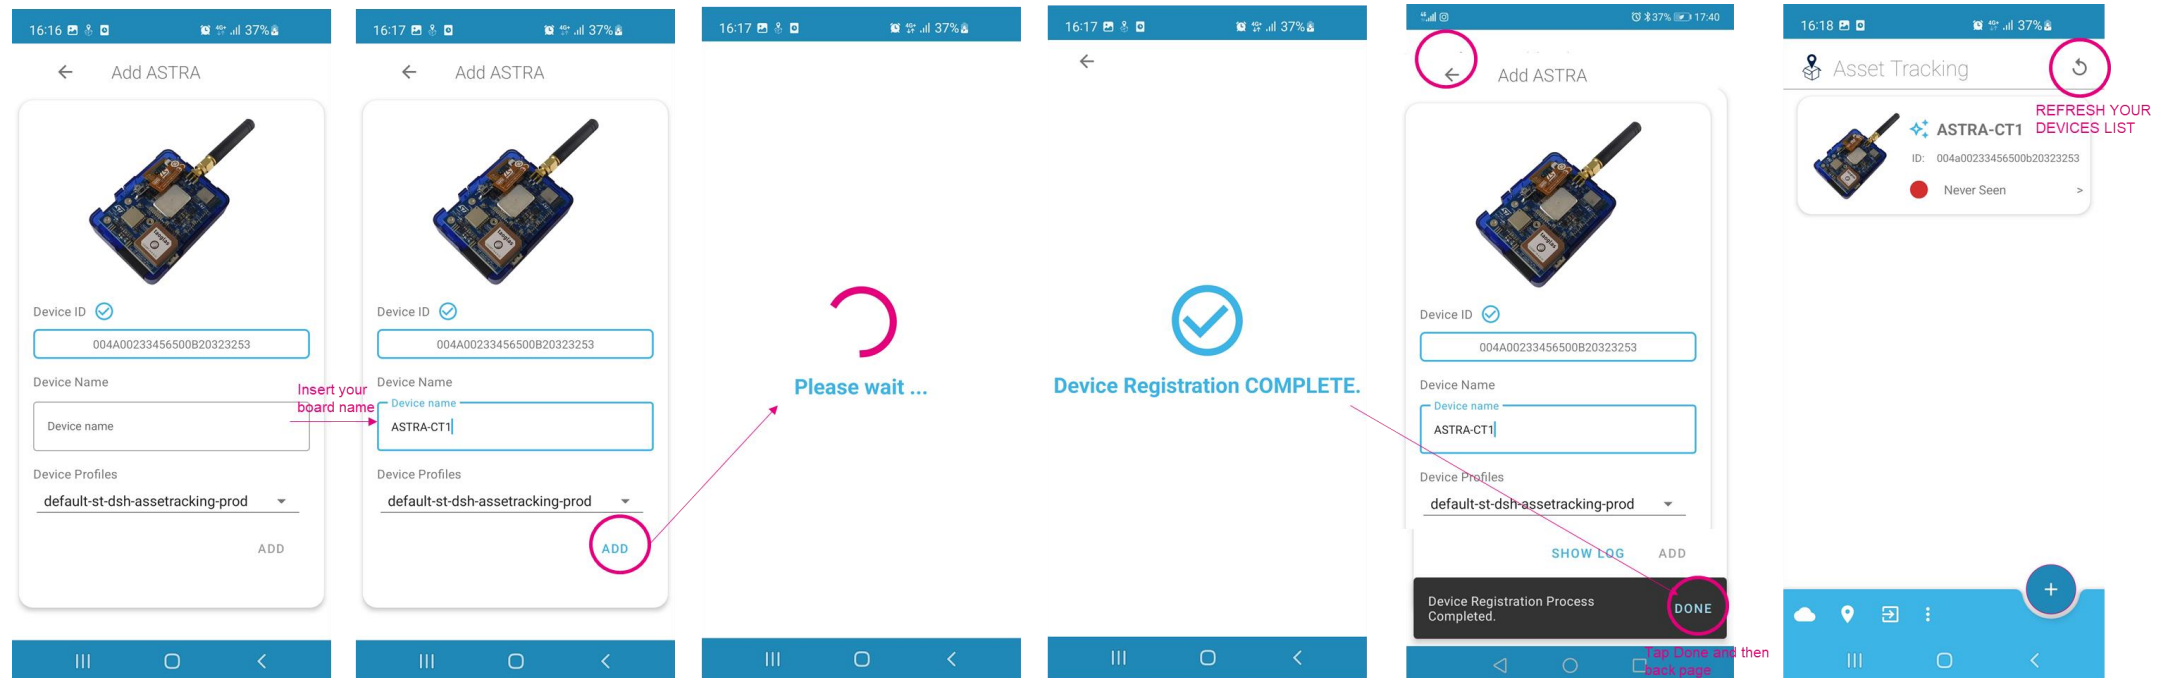 16:16
4G+
37%
Add ASTRA
Device ID
004A00233456500B20323253
Device Name
Device name
Device Profiles
default-st-dsh-assetracking-prod
ADD
Insert your
board name
16:17
4G+
37%
Add ASTRA
Device ID
004A00233456500B20323253
Device Name
Device name
ASTRA-CT1
Device Profiles
default-st-dsh-assetracking-prod
ADD
16:17
4G+
37%
Please wait ...
16:17
4G+
37%
Device Registration COMPLETE.
37%
17:40
Add ASTRA
Device ID
004A00233456500B20323253
Device Name
Device name
ASTRA-CT1
Device Profiles
default-st-dsh-assetracking-prod
SHOW LOG
ADD
Device Registration Process
Completed.
DONE
Tap Done and then
back page
16:18
4G+
37%
Asset Tracking
REFRESH YOUR
DEVICES LIST
ASTRA-CT1
ID: 004a00233456500b20323253
Never Seen >
+